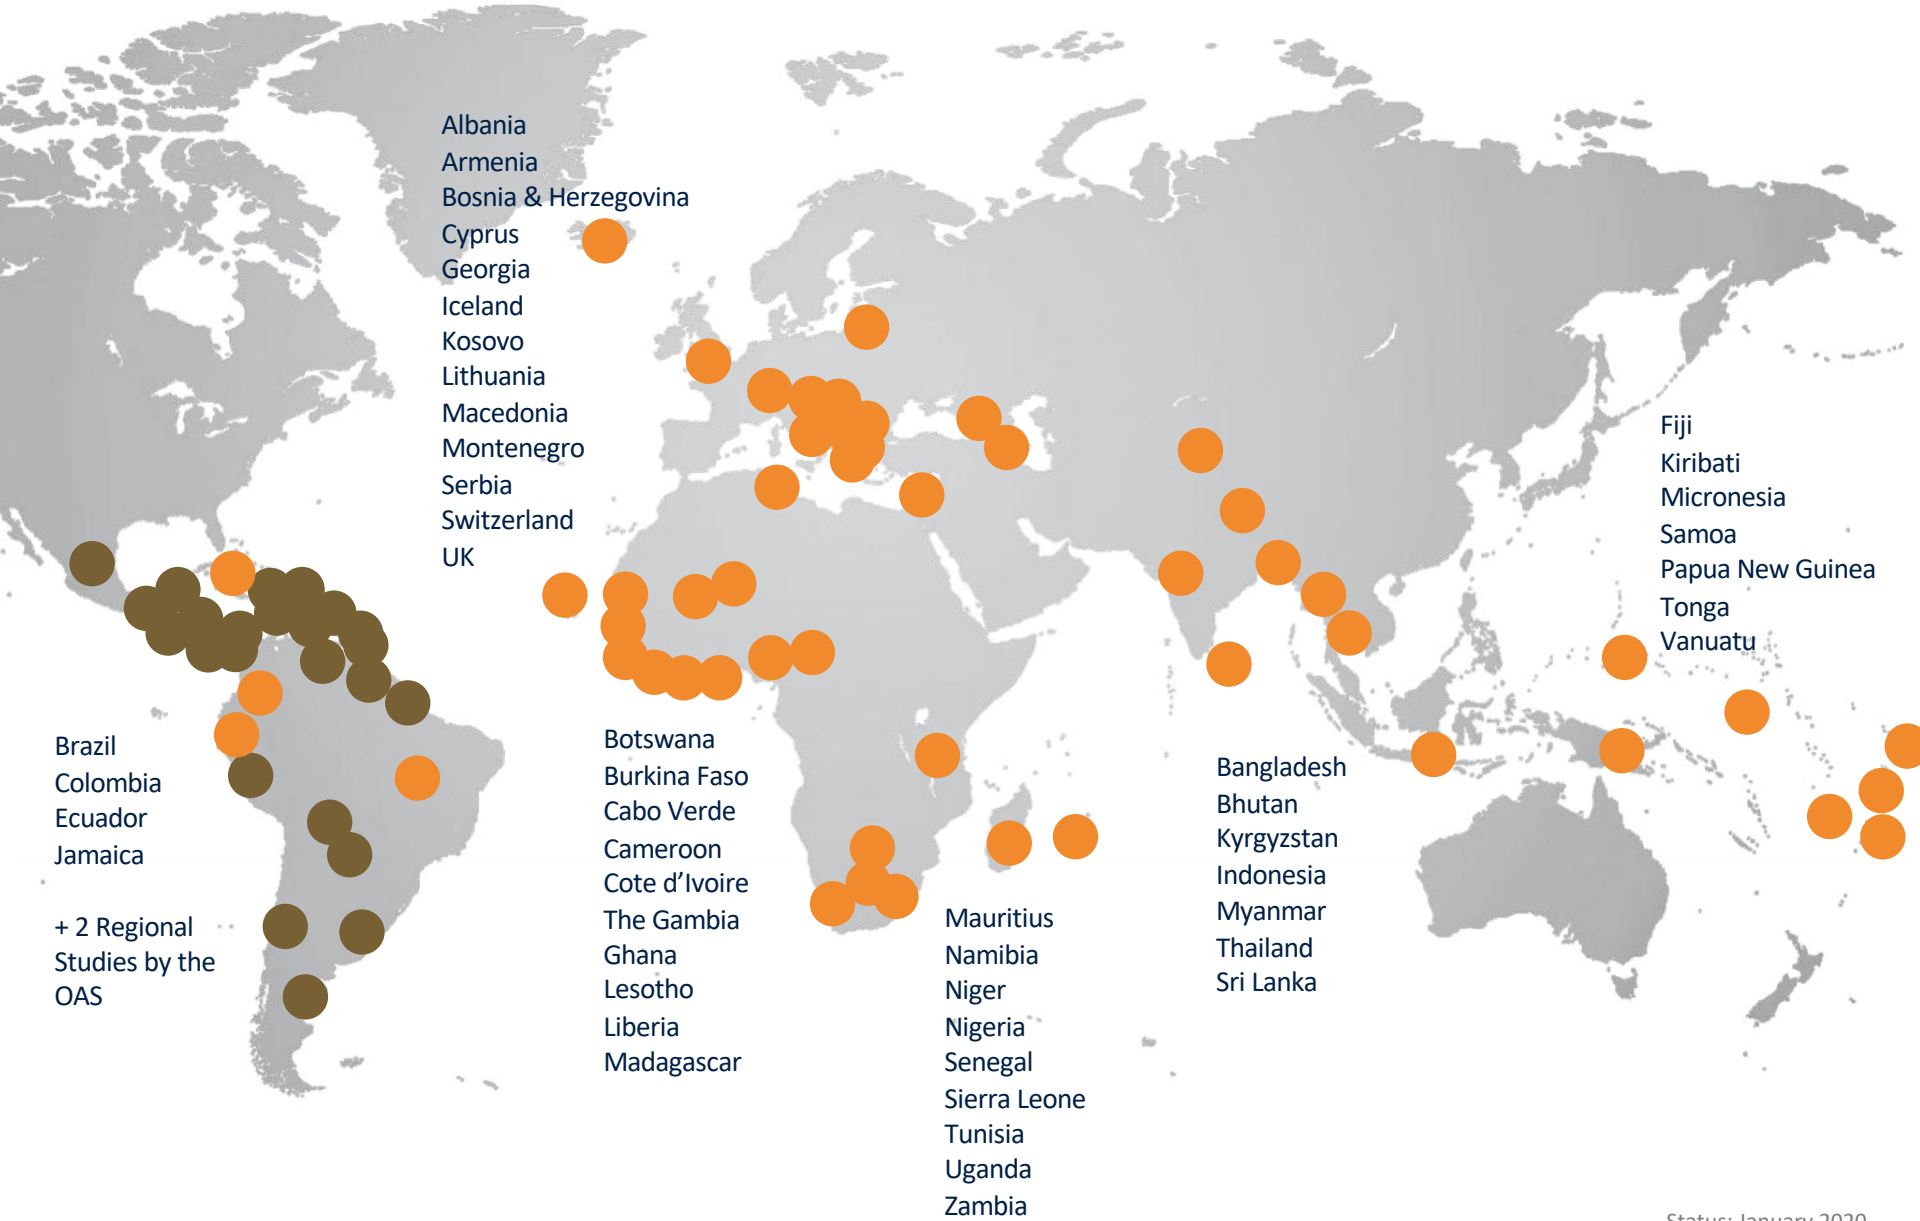 Albania
Armenia
Bosnia & Herzegovina
Cyprus
Georgia
Iceland
Kosovo
Lithuania
Macedonia
Montenegro
Serbia
Switzerland
UK
Brazil
Colombia
Ecuador
Jamaica
+ 2 Regional
Studies by the
OAS
Botswana
Burkina Faso
Cabo Verde
Cameroon
Cote d’Ivoire
The Gambia
Ghana
Lesotho
Liberia
Madagascar
Mauritius
Namibia
Niger
Nigeria
Senegal
Sierra Leone
Tunisia
Uganda
Zambia
Bangladesh
Bhutan
Kyrgyzstan
Indonesia
Myanmar
Thailand
Sri Lanka
Fiji
Kiribati
Micronesia
Samoa
Papua New Guinea
Tonga
Vanuatu
Status: January 2020